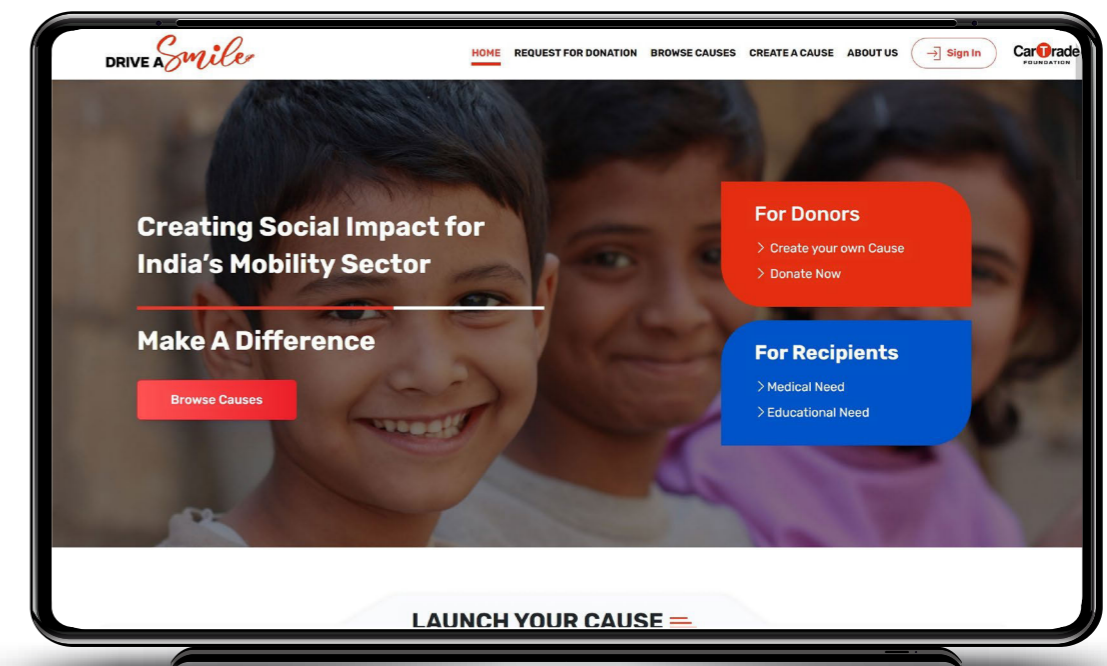 DRIVE A Smile
HOME REQUEST FOR DONATION BROWSE CAUSES CREATE A CAUSE ABOUT US Sign In CarTrade
FOUNDATION
Creating Social Impact for
India's Mobility Sector
Make A Difference
Browse Causes
For Donors
> Create your own Cause
> Donate Now
For Recipients
> Medical Need
> Educational Need
LAUNCH YOUR CAUSE